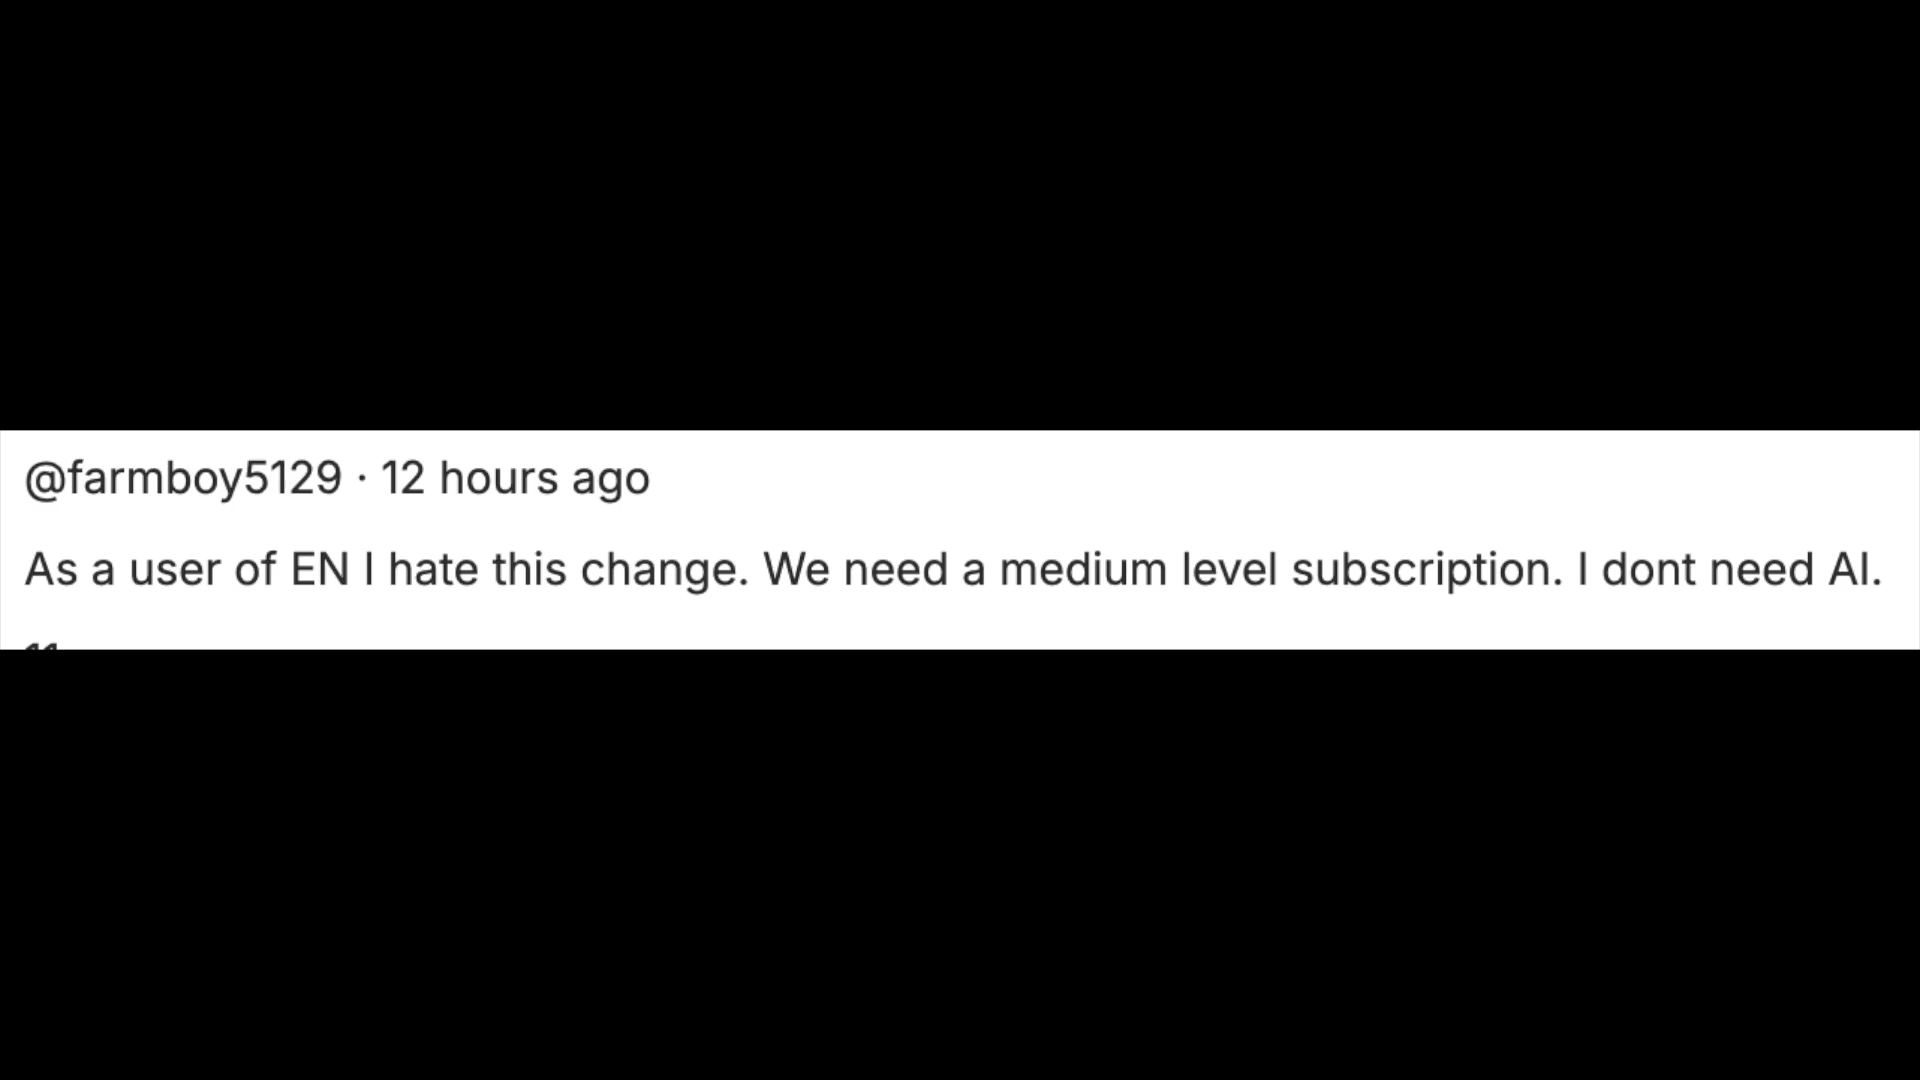 @farmboy5129 · 12 hours ago
As a user of EN I hate this change. We need a medium level subscription. I dont need AI.